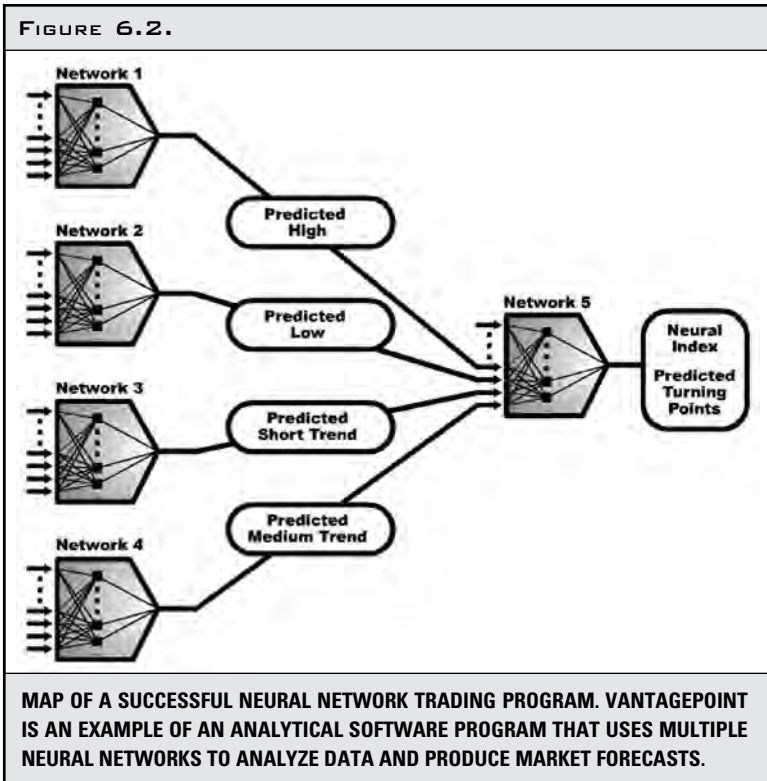 FIGURE 6.2.
Network 1
Predicted
High
Network 2
Predicted
Low
Network 3
Predicted
Short Trend
Network 4
Predicted
Medium Trend
Network 5
Neural
Index
Predicted
Turning
Points
MAP OF A SUCCESSFUL NEURAL NETWORK TRADING PROGRAM. VANTAGEPOINT
IS AN EXAMPLE OF AN ANALYTICAL SOFTWARE PROGRAM THAT USES MULTIPLE
NEURAL NETWORKS TO ANALYZE DATA AND PRODUCE MARKET FORECASTS.